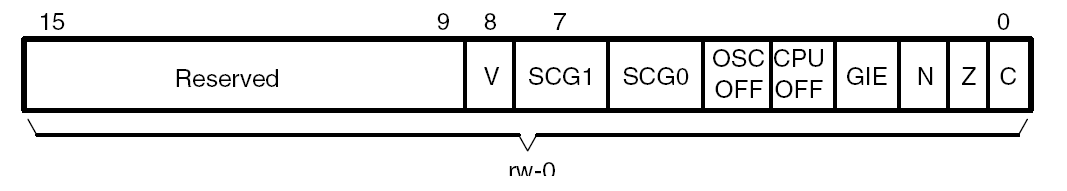 15 9 8 7 0
Reserved V SCG1 SCG0 OSC OFF CPU OFF GIE N Z C
rw-0